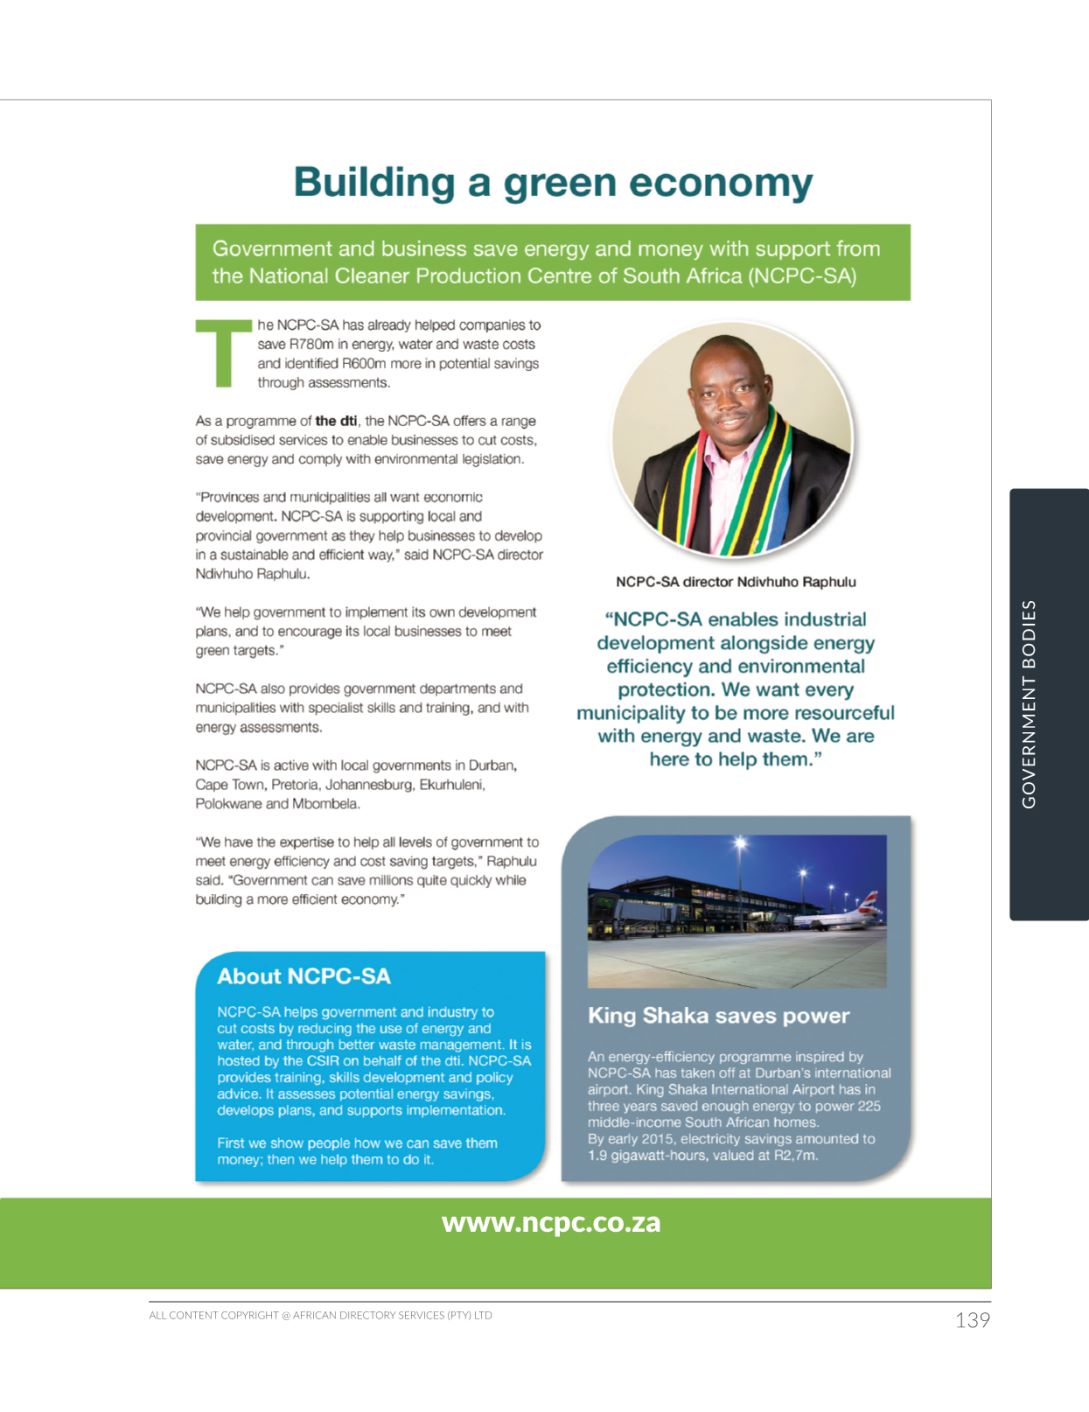 Building a green economy
Government and business save energy and money with support from
the National Cleaner Production Centre of South Africa (NCPC-SA)
The NCPC-SA has already helped companies to
save R780m in energy, water and waste costs
and identified R600m more in potential savings
through assessments.
As a programme of the dti, the NCPC-SA offers a range
of subsidised services to enable businesses to cut costs,
save energy and comply with environmental legislation.
"Provinces and municipalities all want economic
development. NCPC-SA is supporting local and
provincial government as they help businesses to develop
in a sustainable and efficient way," said NCPC-SA director
Ndivhuho Raphulu.
"We help government to implement its own development
plans, and to encourage its local businesses to meet
green targets."
NCPC-SA also provides government departments and
municipalities with specialist skills and training, and with
energy assessments.
NCPC-SA is active with local governments in Durban,
Cape Town, Pretoria, Johannesburg, Ekurhuleni,
Polokwane and Mbombela.
"We have the expertise to help all levels of government to
meet energy efficiency and cost saving targets," Raphulu
said. "Government can save millions quite quickly while
building a more efficient economy."
NCPC-SA director Ndivhuho Raphulu
“NCPC-SA enables industrial
development alongside energy
efficiency and environmental
protection. We want every
municipality to be more resourceful
with energy and waste. We are
here to help them.”
About NCPC-SA
NCPC-SA helps government and industry to
cut costs by reducing the use of energy and
water, and through better waste management. It is
hosted by the CSIR on behalf of the dti. NCPC-SA
provides training, skills development and policy
advice. It assesses potential energy savings,
develops plans, and supports implementation.
First we show people how we can save them
money; then we help them to do it.
King Shaka saves power
An energy-efficiency programme inspired by
NCPC-SA has taken off at Durban's international
airport. King Shaka International Airport has in
three years saved enough energy to power 225
middle-income South African homes.
By early 2015, electricity savings amounted to
1.9 gigawatt-hours, valued at R2,7m.
www.ncpc.co.za
GOVERNMENT BODIES
ALL CONTENT COPYRIGHT @ AFRICAN DIRECTORY SERVICES (PTY) LTD
139